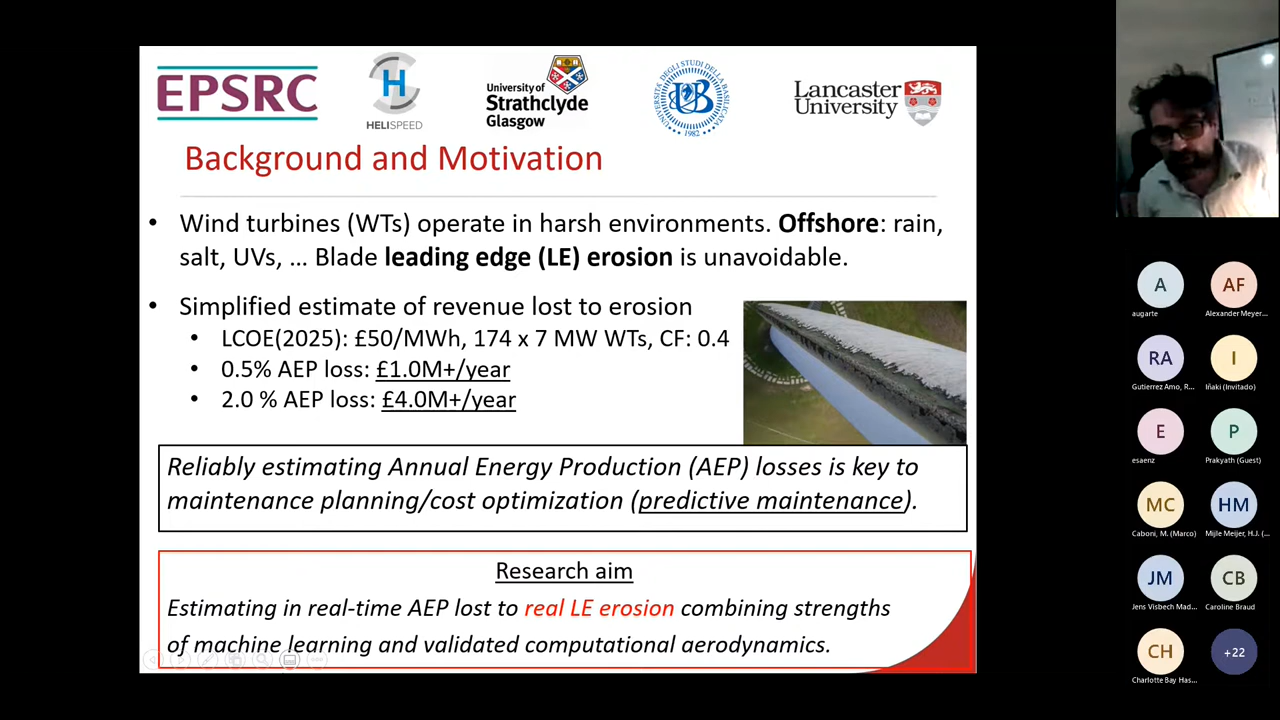 EPSRC
HELISPEED
University of
Strathclyde
Glasgow
UNIVERSITÀ DEGLI STUDI DELLA BASILICATA
1982
Lancaster
University
Background and Motivation
• Wind turbines (WTs) operate in harsh environments. Offshore: rain,
salt, UVs, … Blade leading edge (LE) erosion is unavoidable.
• Simplified estimate of revenue lost to erosion
• LCOE(2025): £50/MWh, 174 x 7 MW WTs, CF: 0.4
• 0.5% AEP loss: £1.0M+/year
• 2.0 % AEP loss: £4.0M+/year
Reliably estimating Annual Energy Production (AEP) losses is key to
maintenance planning/cost optimization (predictive maintenance).
Research aim
Estimating in real-time AEP lost to real LE erosion combining strengths
of machine learning and validated computational aerodynamics.
A
augarte
AF
Alexander Meyer...
RA
Gutierrez Amo, R...
I
Iñaki (Invitado)
E
esaenz
P
Prakyath (Guest)
MC
Caboni, M. (Marco)
HM
Mijle Meijer, H.J. (...
JM
Jens Visbech Mad...
CB
Caroline Braud
CH
Charlotte Bay Has...
+22